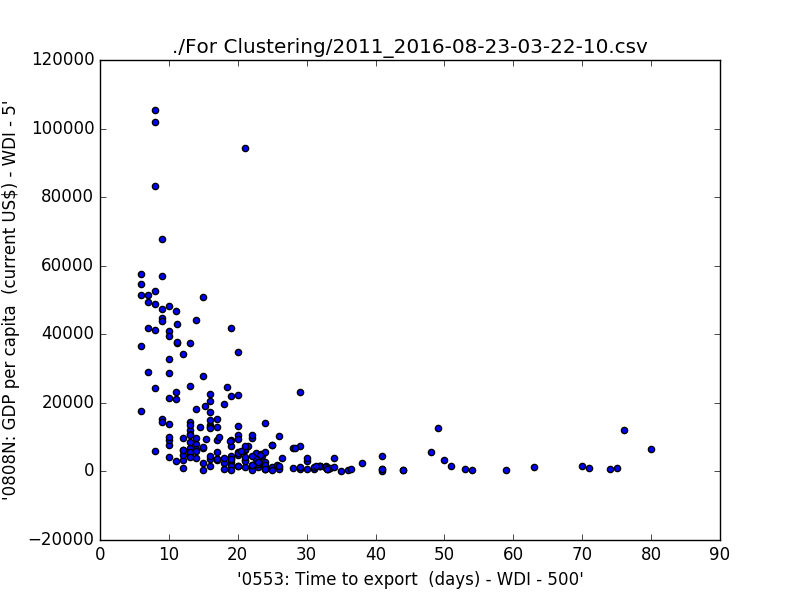 ./For Clustering/2011_2016-08-23-03-22-10.csv
120000
100000
80000
60000
40000
20000
0
−20000
0 10 20 30 40 50 60 70 80 90
'0808N: GDP per capita  (current US$) - WDI - 5'
'0553: Time to export  (days) - WDI - 500'